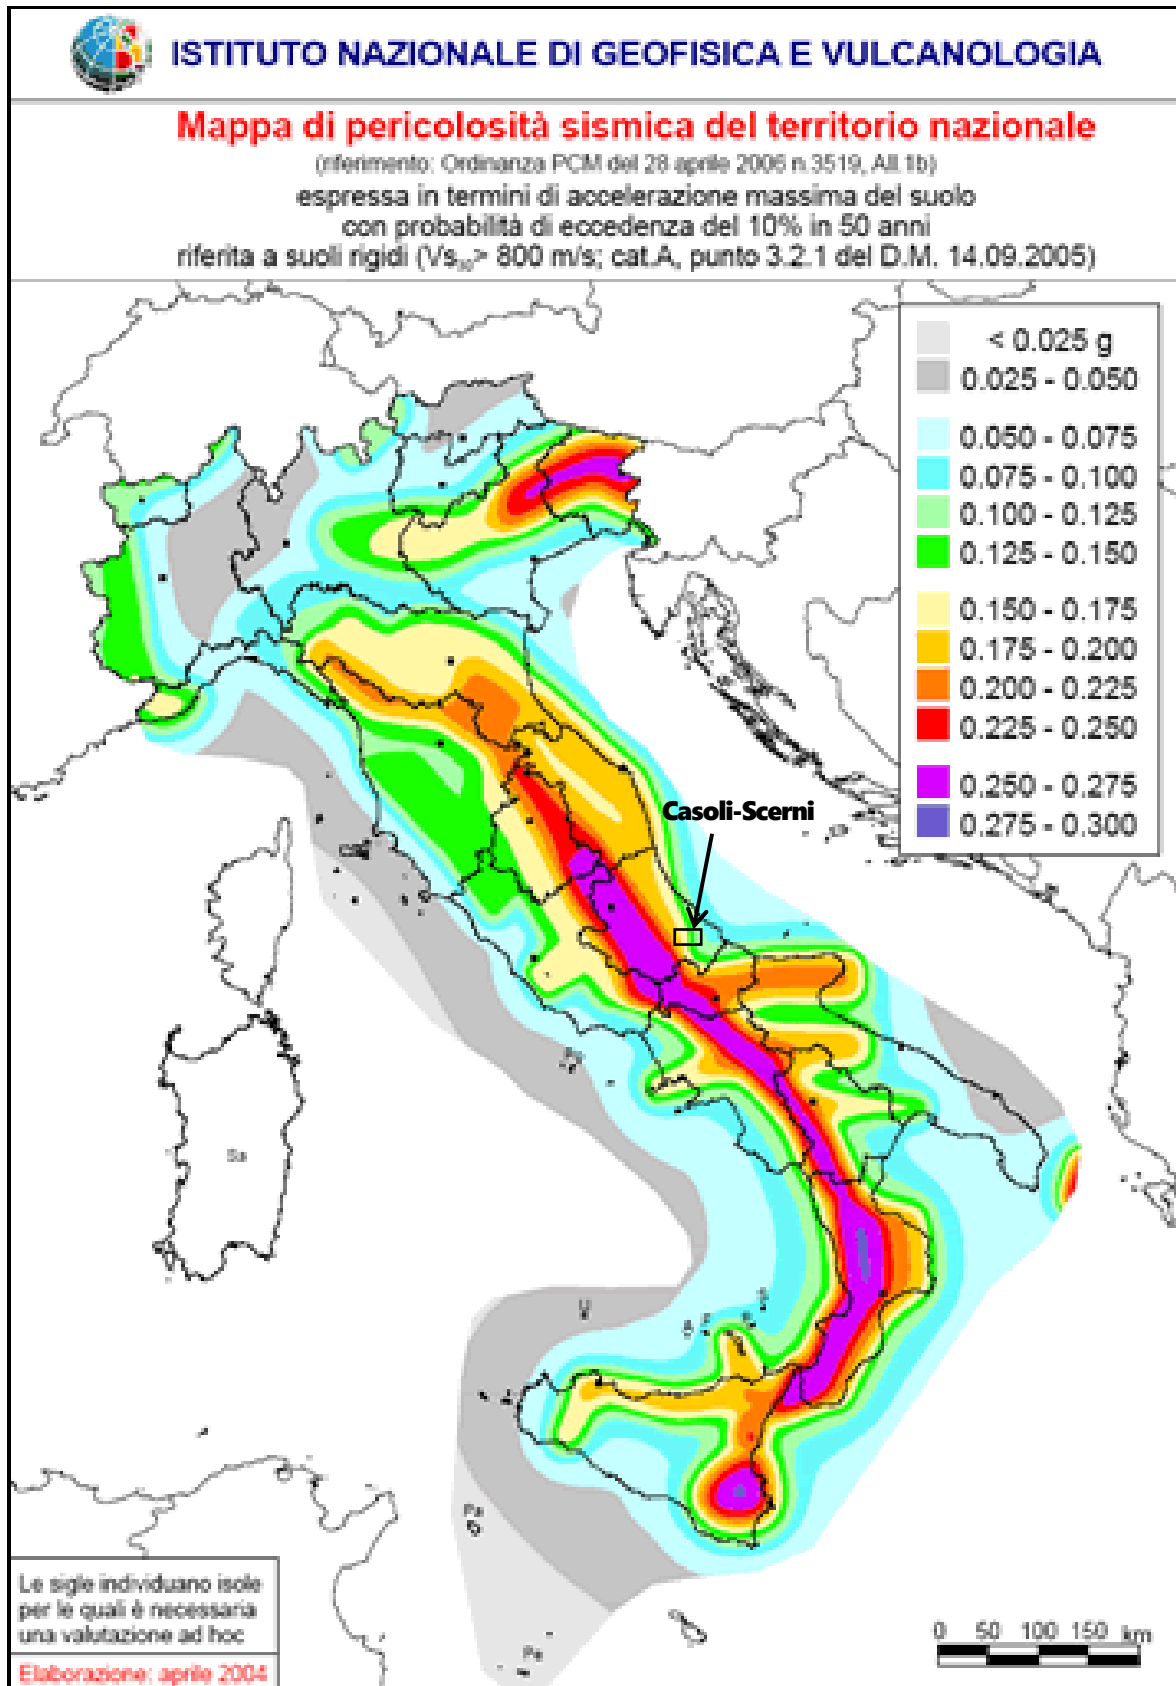 ISTITUTO NAZIONALE DI GEOFISICA E VULCANOLOGIA
Mappa di pericolosità sismica del territorio nazionale
(riferimento: Ordinanza PCM del 28 aprile 2006 n.3519, All.1b)
espressa in termini di accelerazione massima del suolo
con probabilità di eccedenza del 10% in 50 anni
riferita a suoli rigidi (Vs₃₀> 800 m/s; cat.A, punto 3.2.1 del D.M. 14.09.2005)
< 0.025 g
0.025 - 0.050
0.050 - 0.075
0.075 - 0.100
0.100 - 0.125
0.125 - 0.150
0.150 - 0.175
0.175 - 0.200
0.200 - 0.225
0.225 - 0.250
0.250 - 0.275
0.275 - 0.300
Casoli-Scerni
Sa
U
Pa
Pe
Le sigle individuano isole
per le quali è necessaria
una valutazione ad hoc
Elaborazione: aprile 2004
0 50 100 150 km